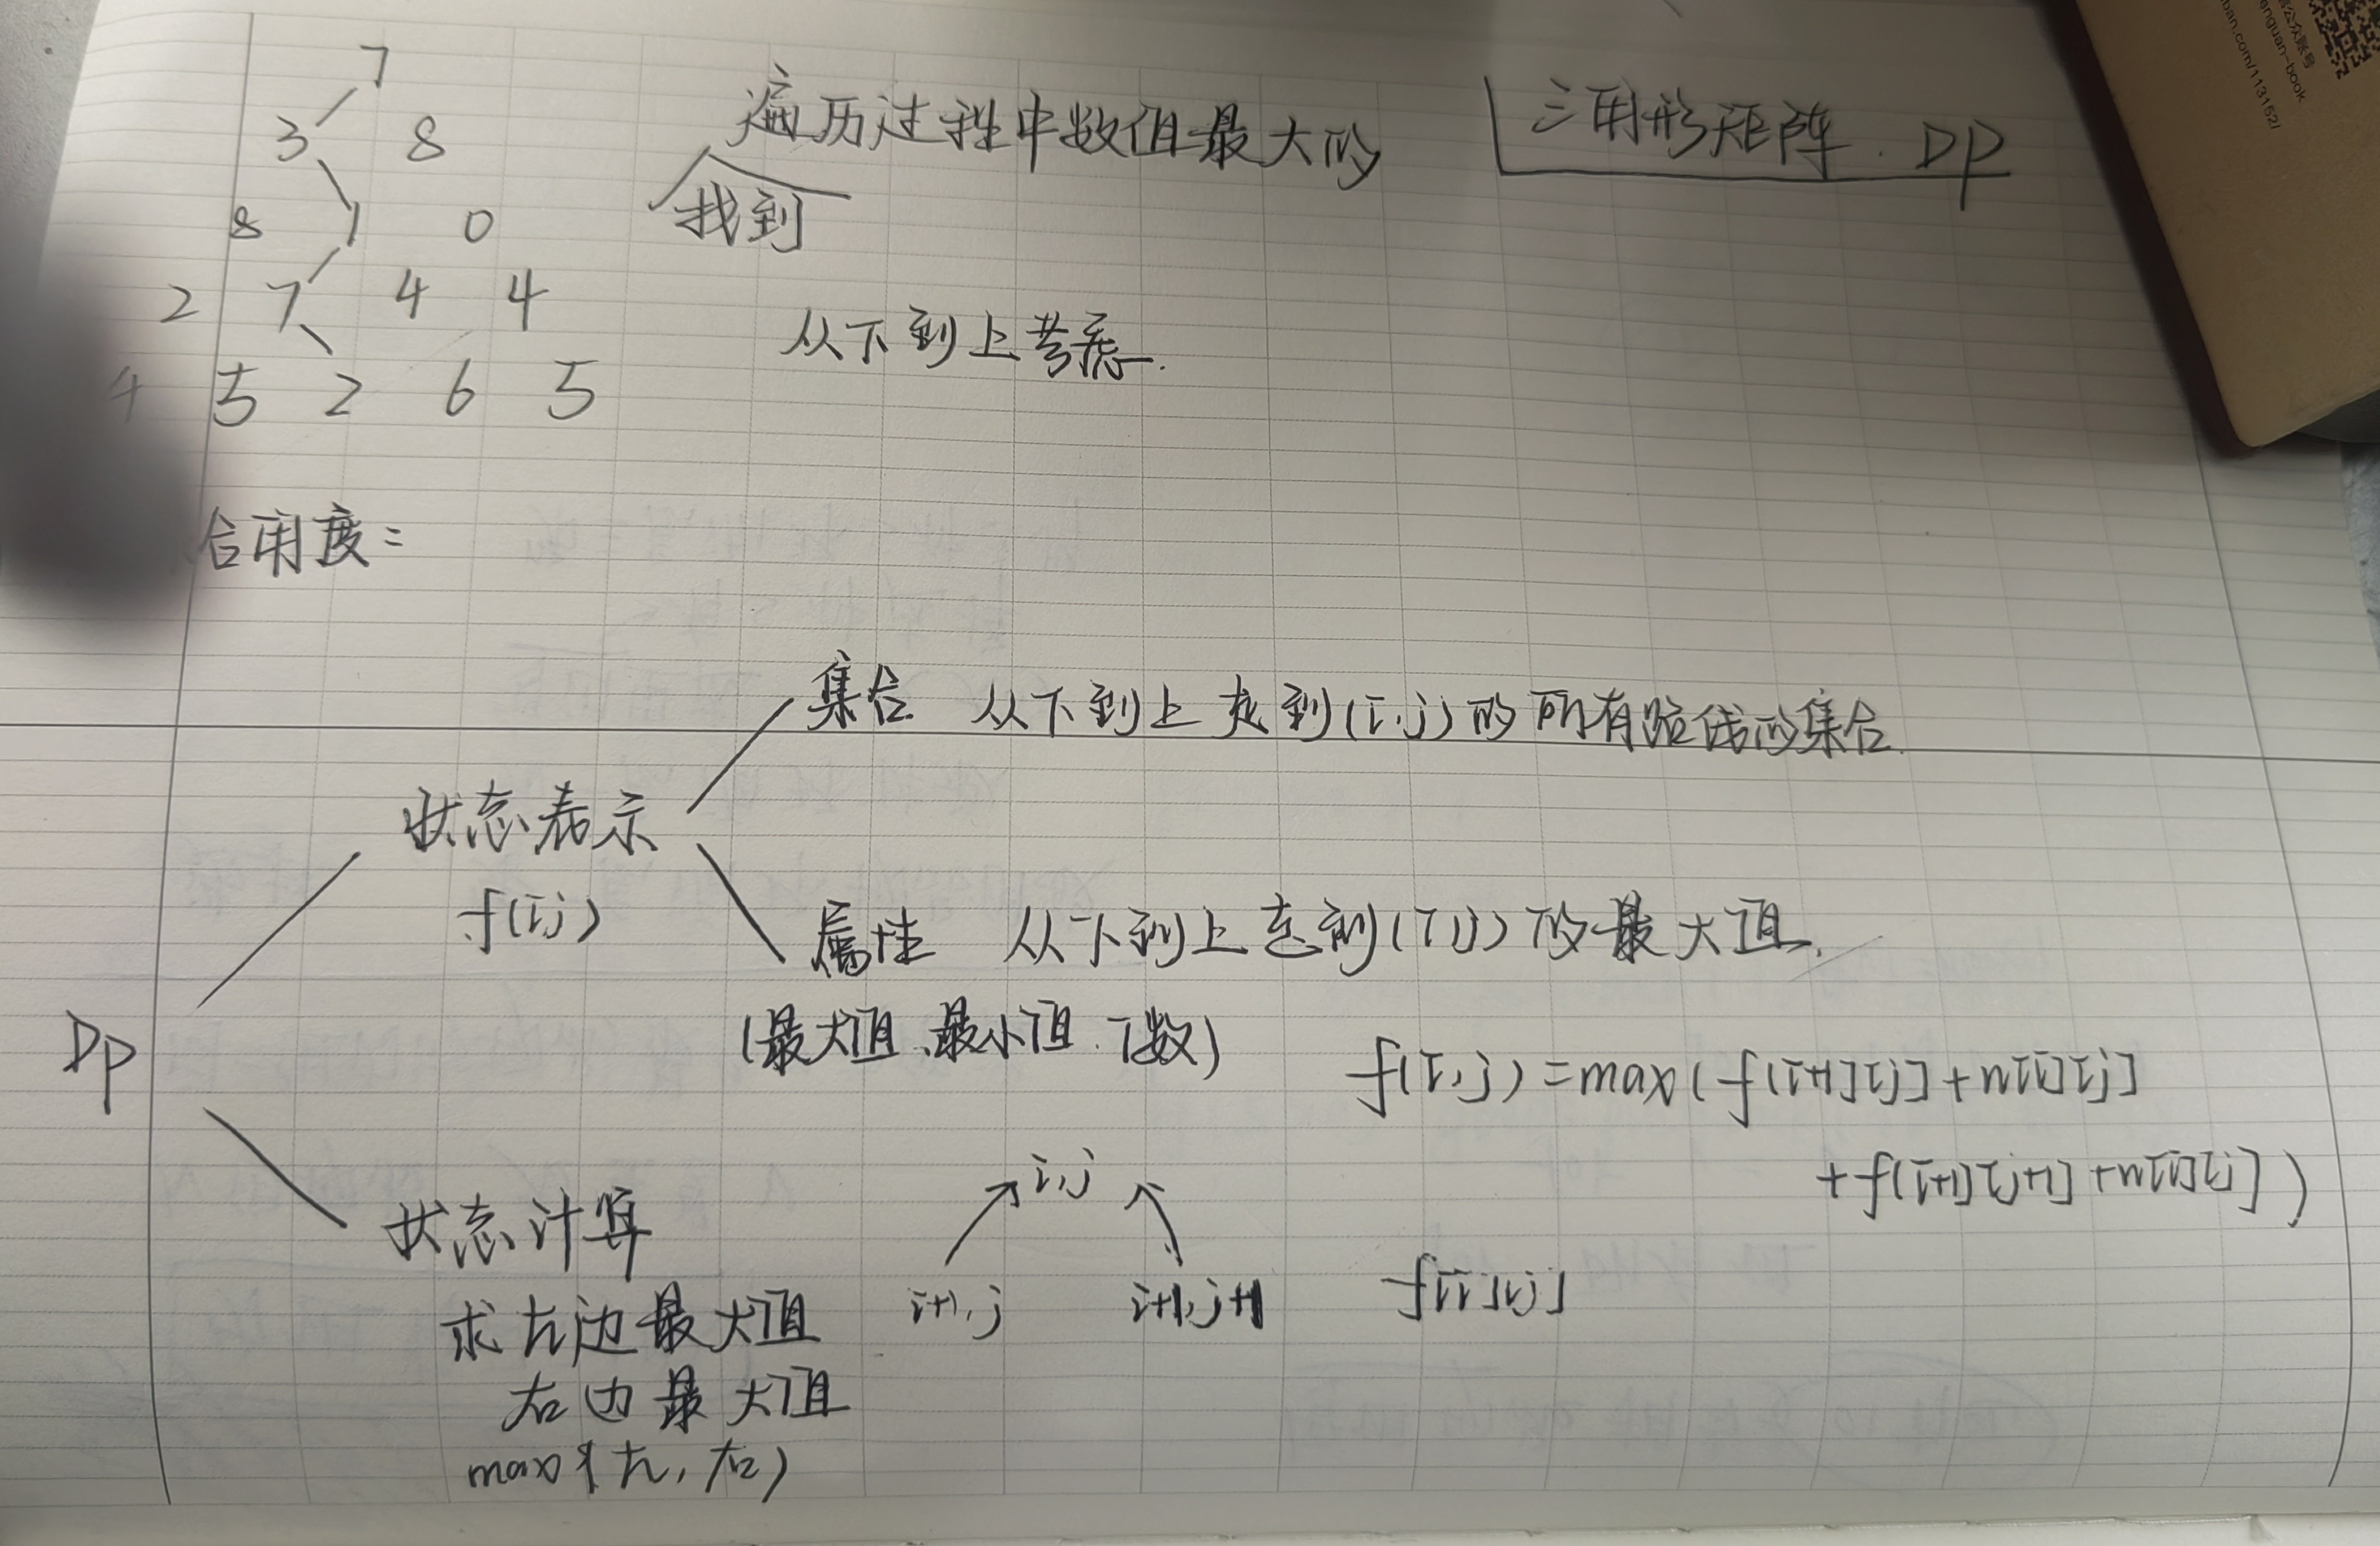 7
3 8
8 1 0
2 7 4 4
4 5 2 6 5
找到
遍历过程中数值最大的
三角形矩阵. DP
从下到上考虑.
合用度:
DP
状态表示
f(i,j)
集合 从下到上走到(i,j)的所有路线的集合.
属性 从下到上走到(i,j)的最大值.
(最大值、最小值、个数)
状态计算
求左边最大值
右边最大值
max{左,右)
i,j
i+1,j i+1,j+1
f(i,j)=max(f[i+1][j]+n[i][j]
+f[i+1][j+1]+n[i][j])
f[i][j]
enguan-book
ban.com/113152/